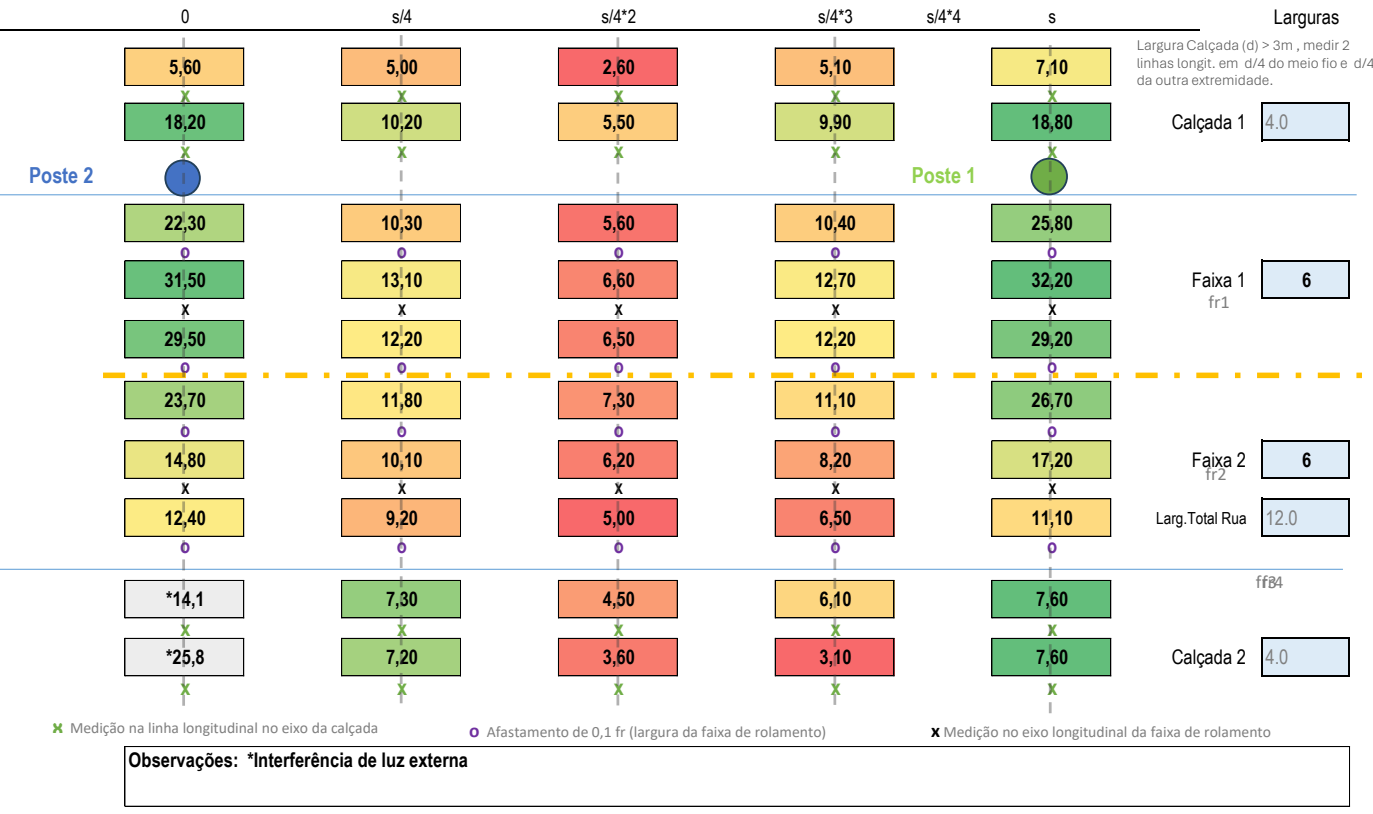 0 s/4 s/4*2 s/4*3 s/4*4 s Larguras
Largura Calçada (d) > 3m , medir 2
linhas longit. em d/4 do meio fio e d/4
da outra extremidade.
5,60 5,00 2,60 5,10 7,10
x x x x x
18,20 10,20 5,50 9,90 18,80 Calçada 1 4.0
x x x x x
Poste 2 Poste 1
22,30 10,30 5,60 10,40 25,80
o o o o o
31,50 13,10 6,60 12,70 32,20 Faixa 1 6
fr1
x x x x x
29,50 12,20 6,50 12,20 29,20
o o o o o
23,70 11,80 7,30 11,10 26,70
o o o o o
14,80 10,10 6,20 8,20 17,20 Faixa 2 6
fr2
x x x x x
12,40 9,20 5,00 6,50 11,10 Larg.Total Rua 12.0
o o o o o
*14,1 7,30 4,50 6,10 7,60
x x x x x
*25,8 7,20 3,60 3,10 7,60 Calçada 2 4.0
x x x x x
x Medição na linha longitudinal no eixo da calçada o Afastamento de 0,1 fr (largura da faixa de rolamento) x Medição no eixo longitudinal da faixa de rolamento
Observações: *Interferência de luz externa